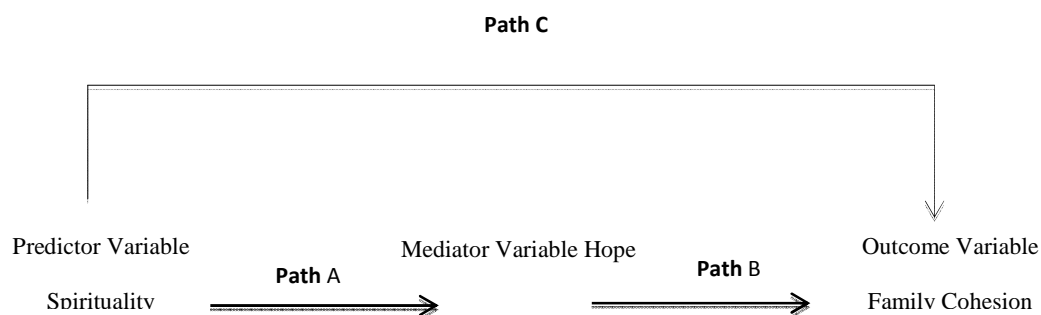 Path C
Predictor Variable
Mediator Variable Hope
Outcome Variable
Path A
Path B
Spirituality
Family Cohesion